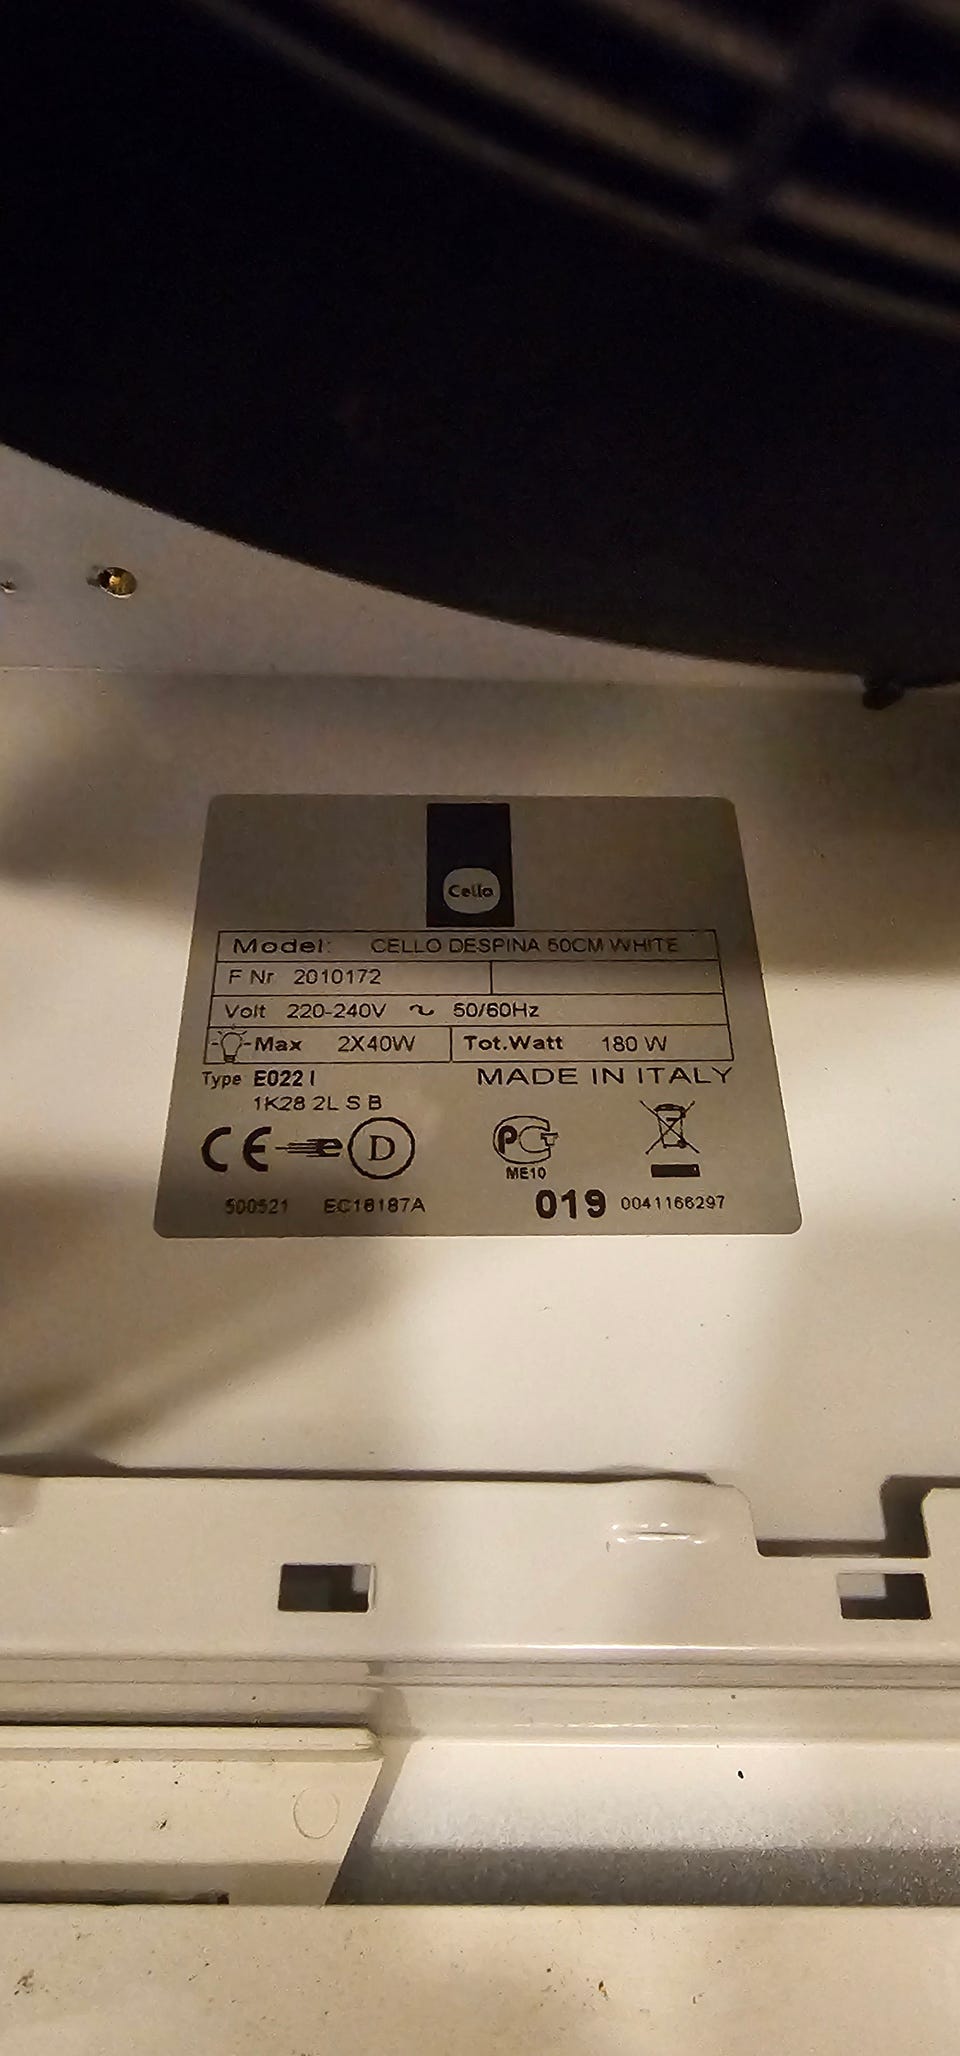 Cello
Model: CELLO DESPINA 50CM WHITE
F Nr 2010172
Volt 220-240V ~ 50/60Hz
Max 2X40W Tot.Watt 180 W
Type E022 I MADE IN ITALY
1K28 2L S B
CE e D PG
ME10
500521 EC16187A 019 0041166297